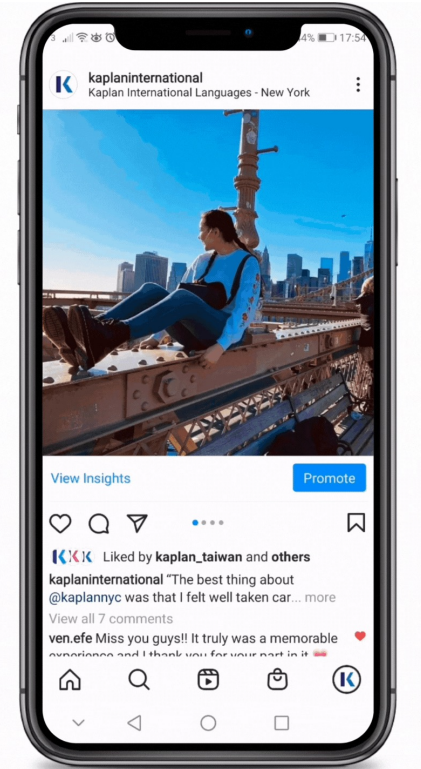 4% 17:54
kaplaninternational
Kaplan International Languages - New York
View Insights
Promote
Liked by kaplan_taiwan and others
kaplaninternational “The best thing about
@kaplannyc was that I felt well taken car... more
View all 7 comments
ven.efe Miss you guys!! It truly was a memorable
experience and I thank you for your part in it